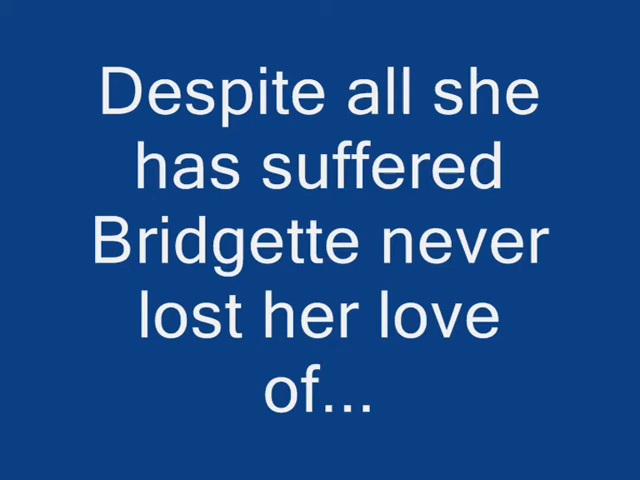 Despite all she
has suffered
Bridgette never
lost her love
of...